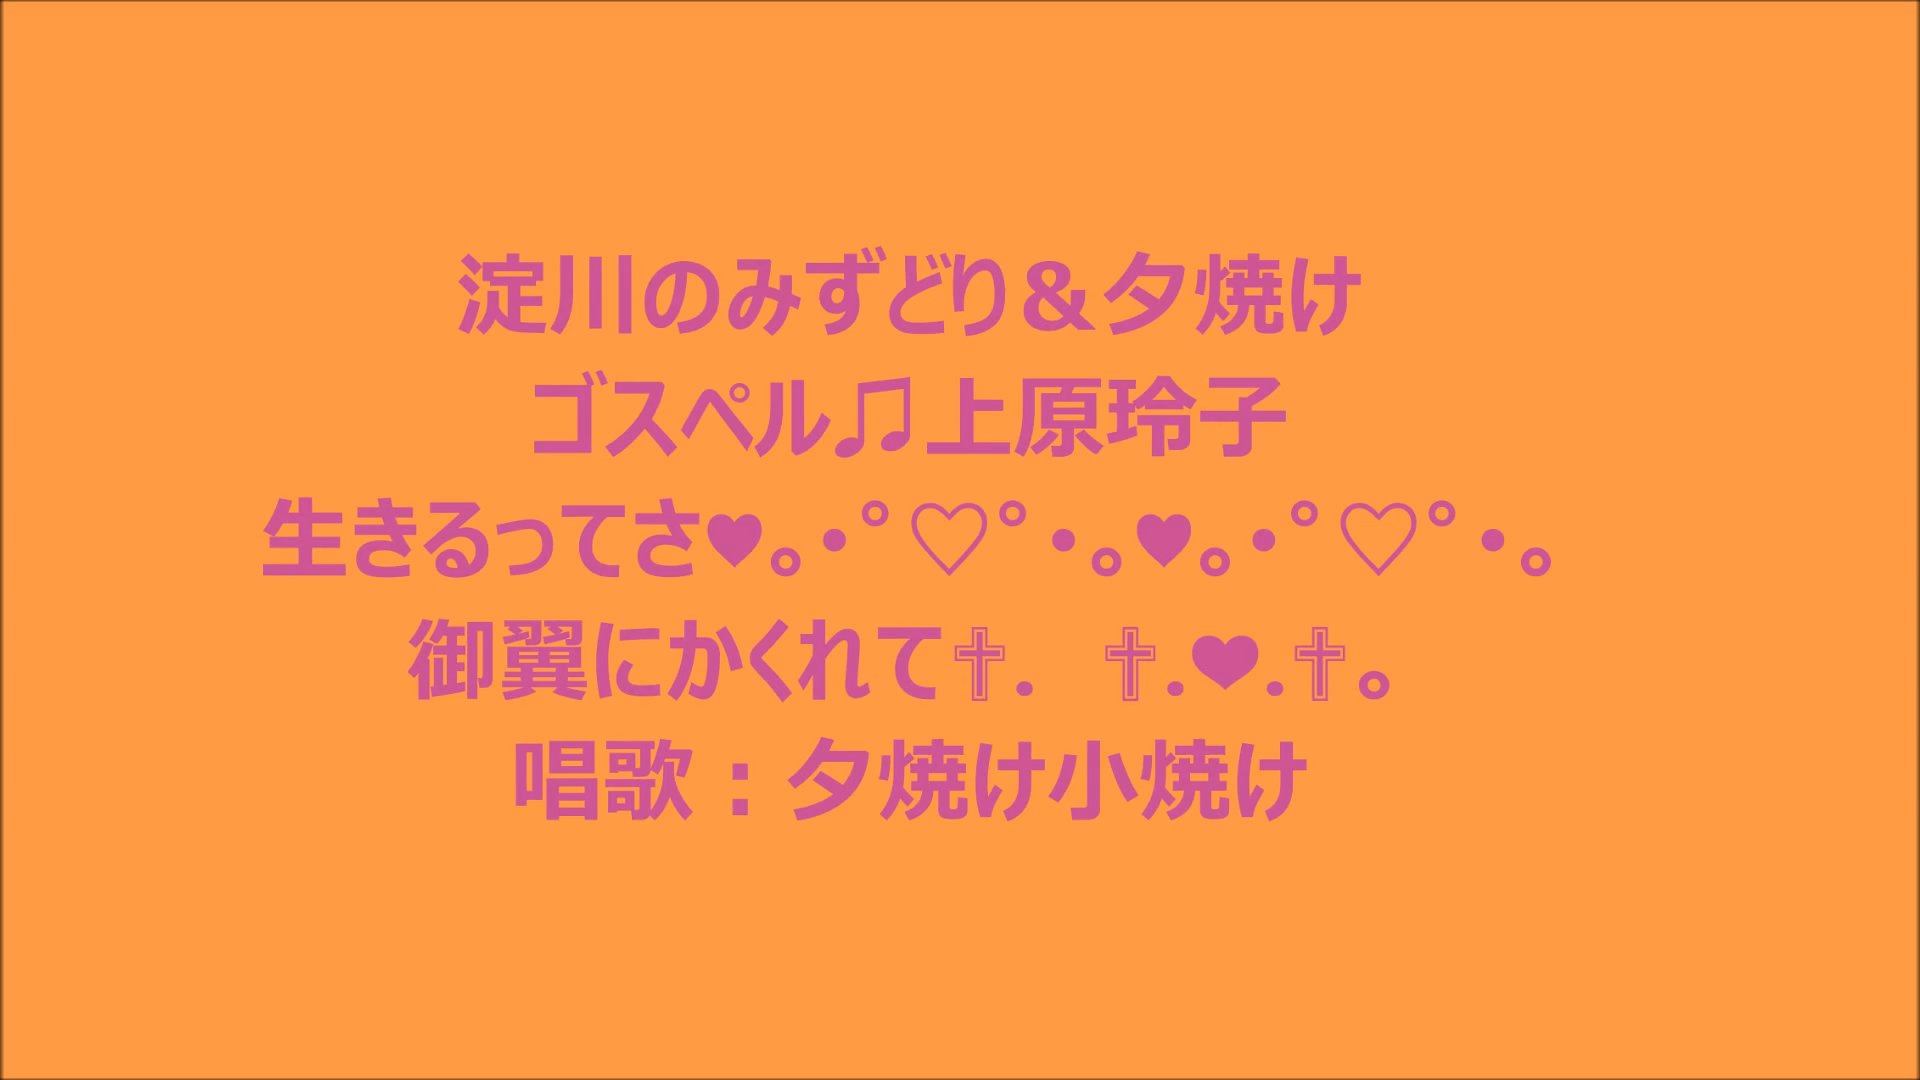 淀川のみずどり＆夕焼け
ゴスペル♫上原玲子
生きるってさ♥｡･ﾟ♡ﾟ･｡♥｡･ﾟ♡ﾟ･｡
御翼にかくれて✞.　✞.❤.✞｡
唱歌：夕焼け小焼け